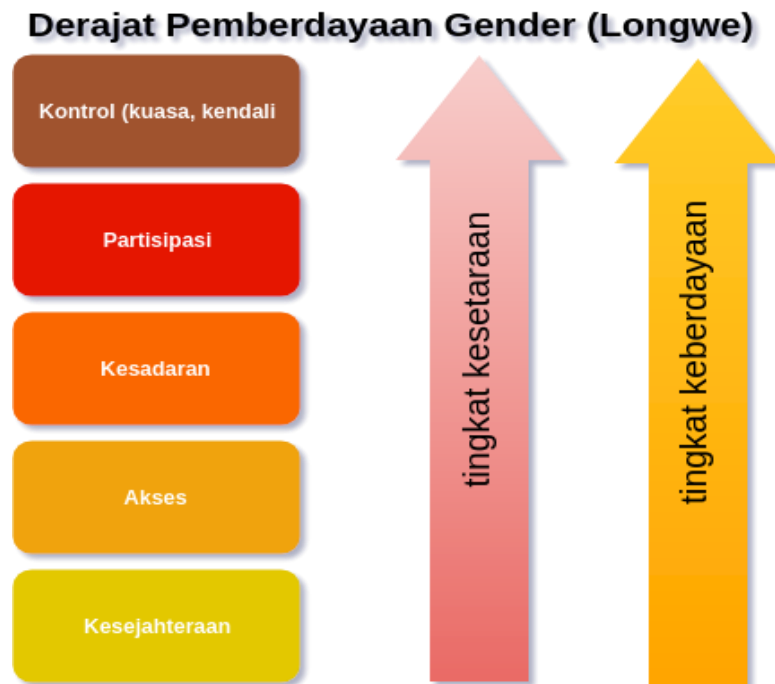 Derajat Pemberdayaan Gender (Longwe)
Kontrol (kuasa, kendali
Partisipasi
Kesadaran
Akses
Kesejahteraan
tingkat kesetaraan
tingkat keberdayaan